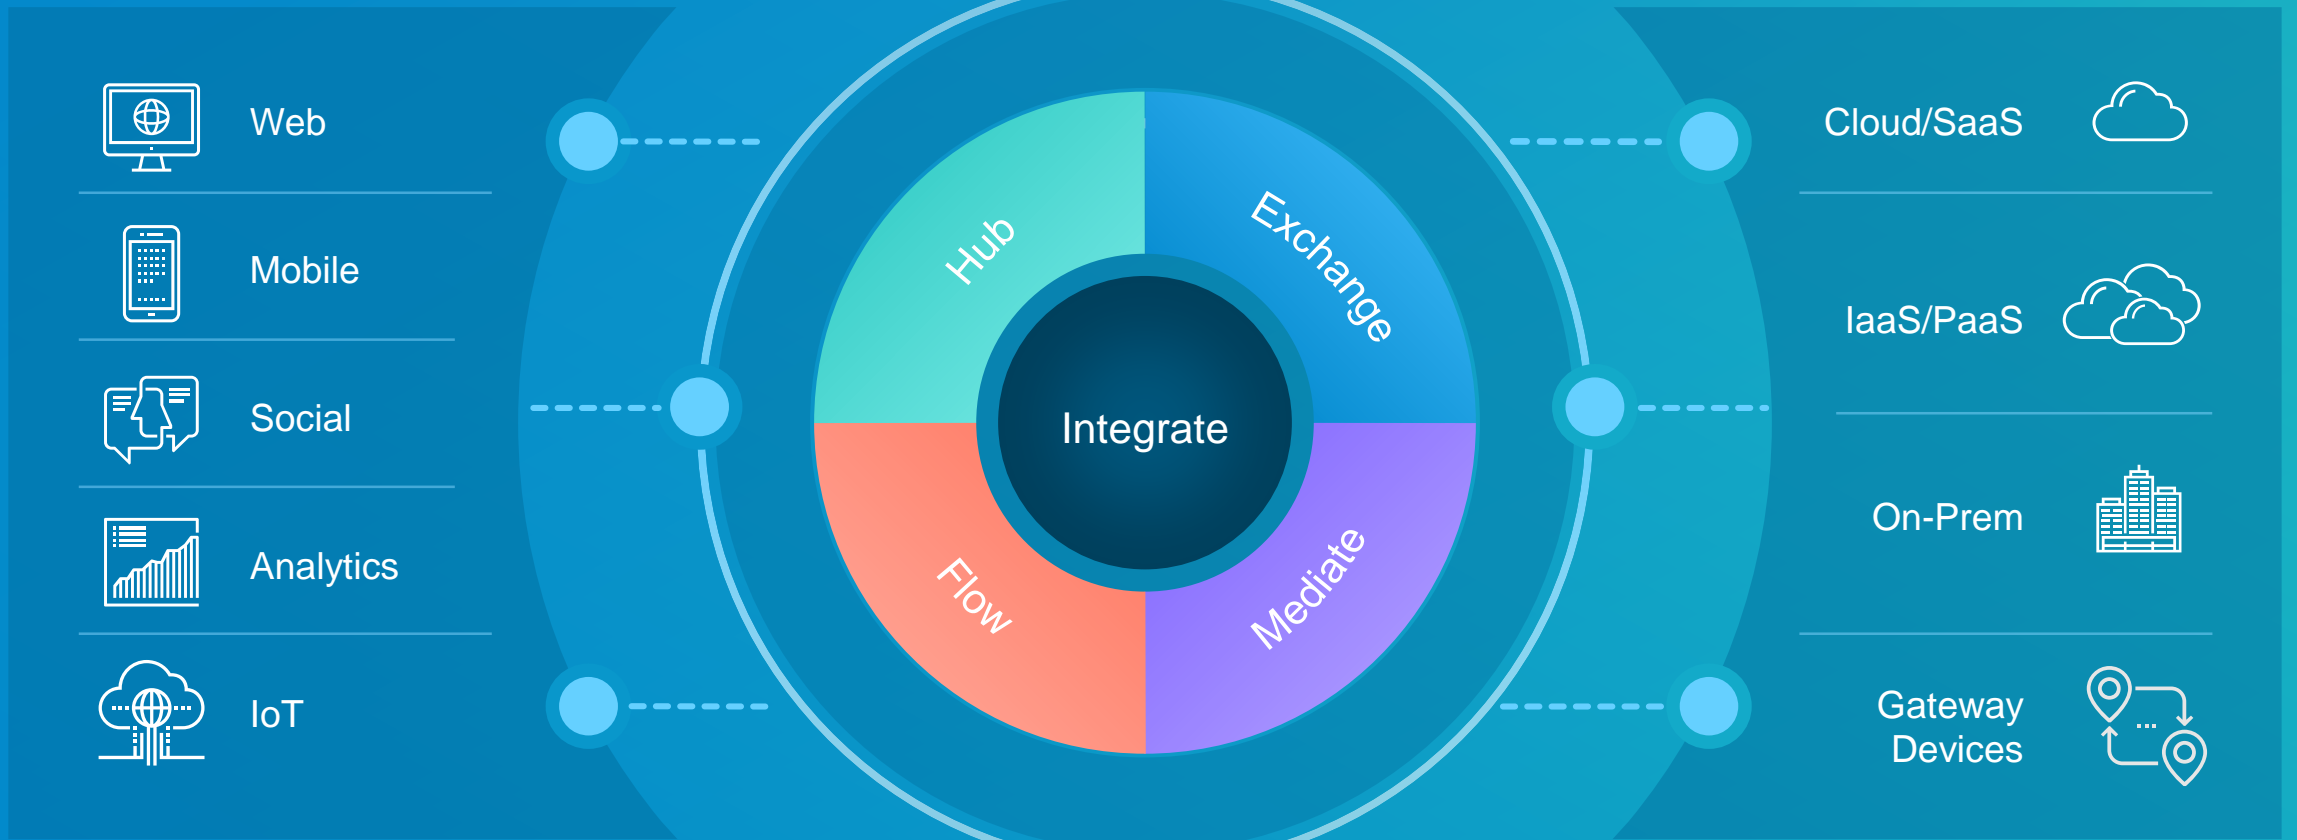 Web
Mobile
Social
Analytics
IoT
Hub
Exchange
Integrate
Flow
Mediate
Cloud/SaaS
IaaS/PaaS
On-Prem
Gateway
Devices